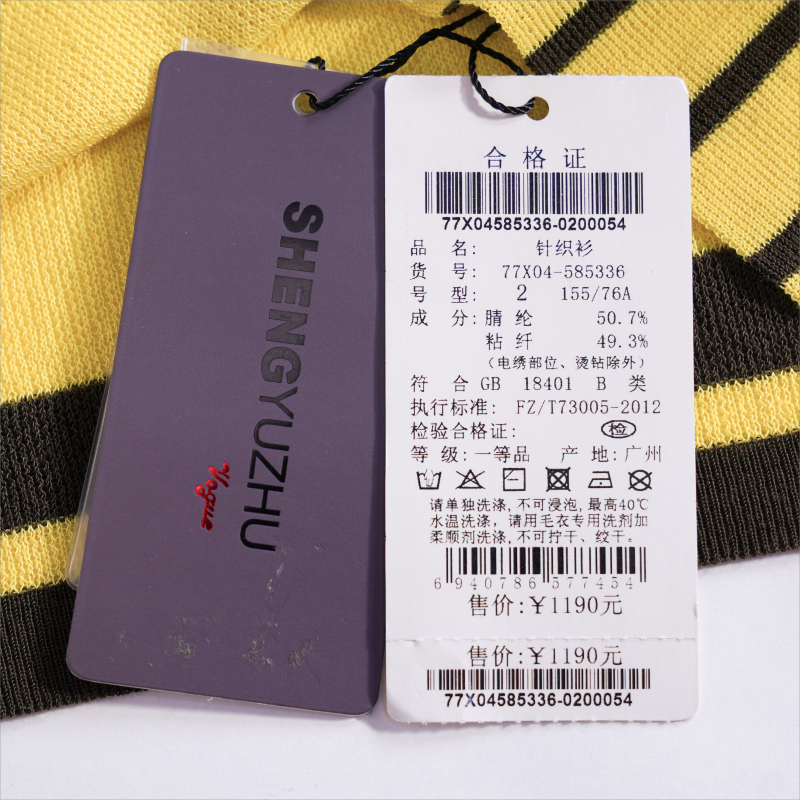 SHENGYUZHU
Vogue
合格证
77X04585336-0200054
品 名: 针织衫
货 号: 77X04-585336
号 型: 2 155/76A
成 分:腈 纶 50.7%
粘 纤 49.3%
(电绣部位、烫钻除外)
符 合 GB 18401 B 类
执行标准: FZ/T73005-2012
检验合格证: 检
等 级:一等品 产 地:广州
请单独洗涤,不可浸泡,最高40℃
水温洗涤,请用毛衣专用洗剂加
柔顺剂洗涤,不可拧干、绞干。
6 940786 577454
售价:¥1190元
售价:¥1190元
77X04585336-0200054